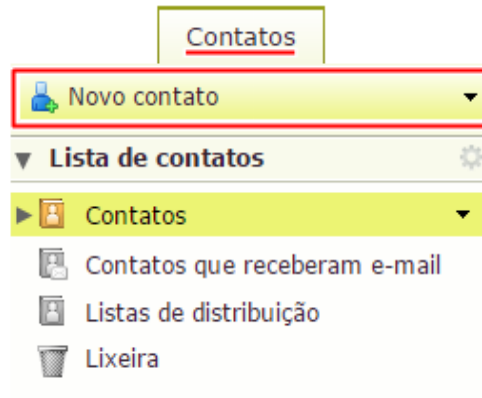 Contatos
Novo contato
Lista de contatos
Contatos
Contatos que receberam e-mail
Listas de distribuição
Lixeira